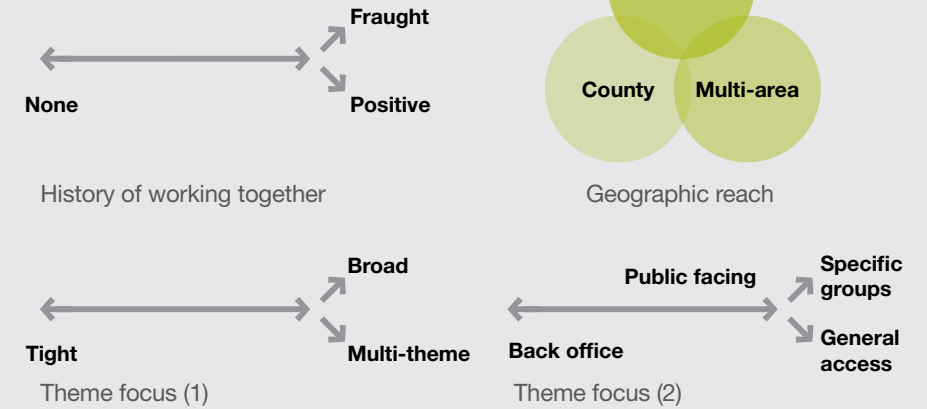 Fraught
None
Positive
History of working together
County
Multi-area
Geographic reach
Broad
Tight
Multi-theme
Theme focus (1)
Public facing
Specific
groups
Back office
General
access
Theme focus (2)